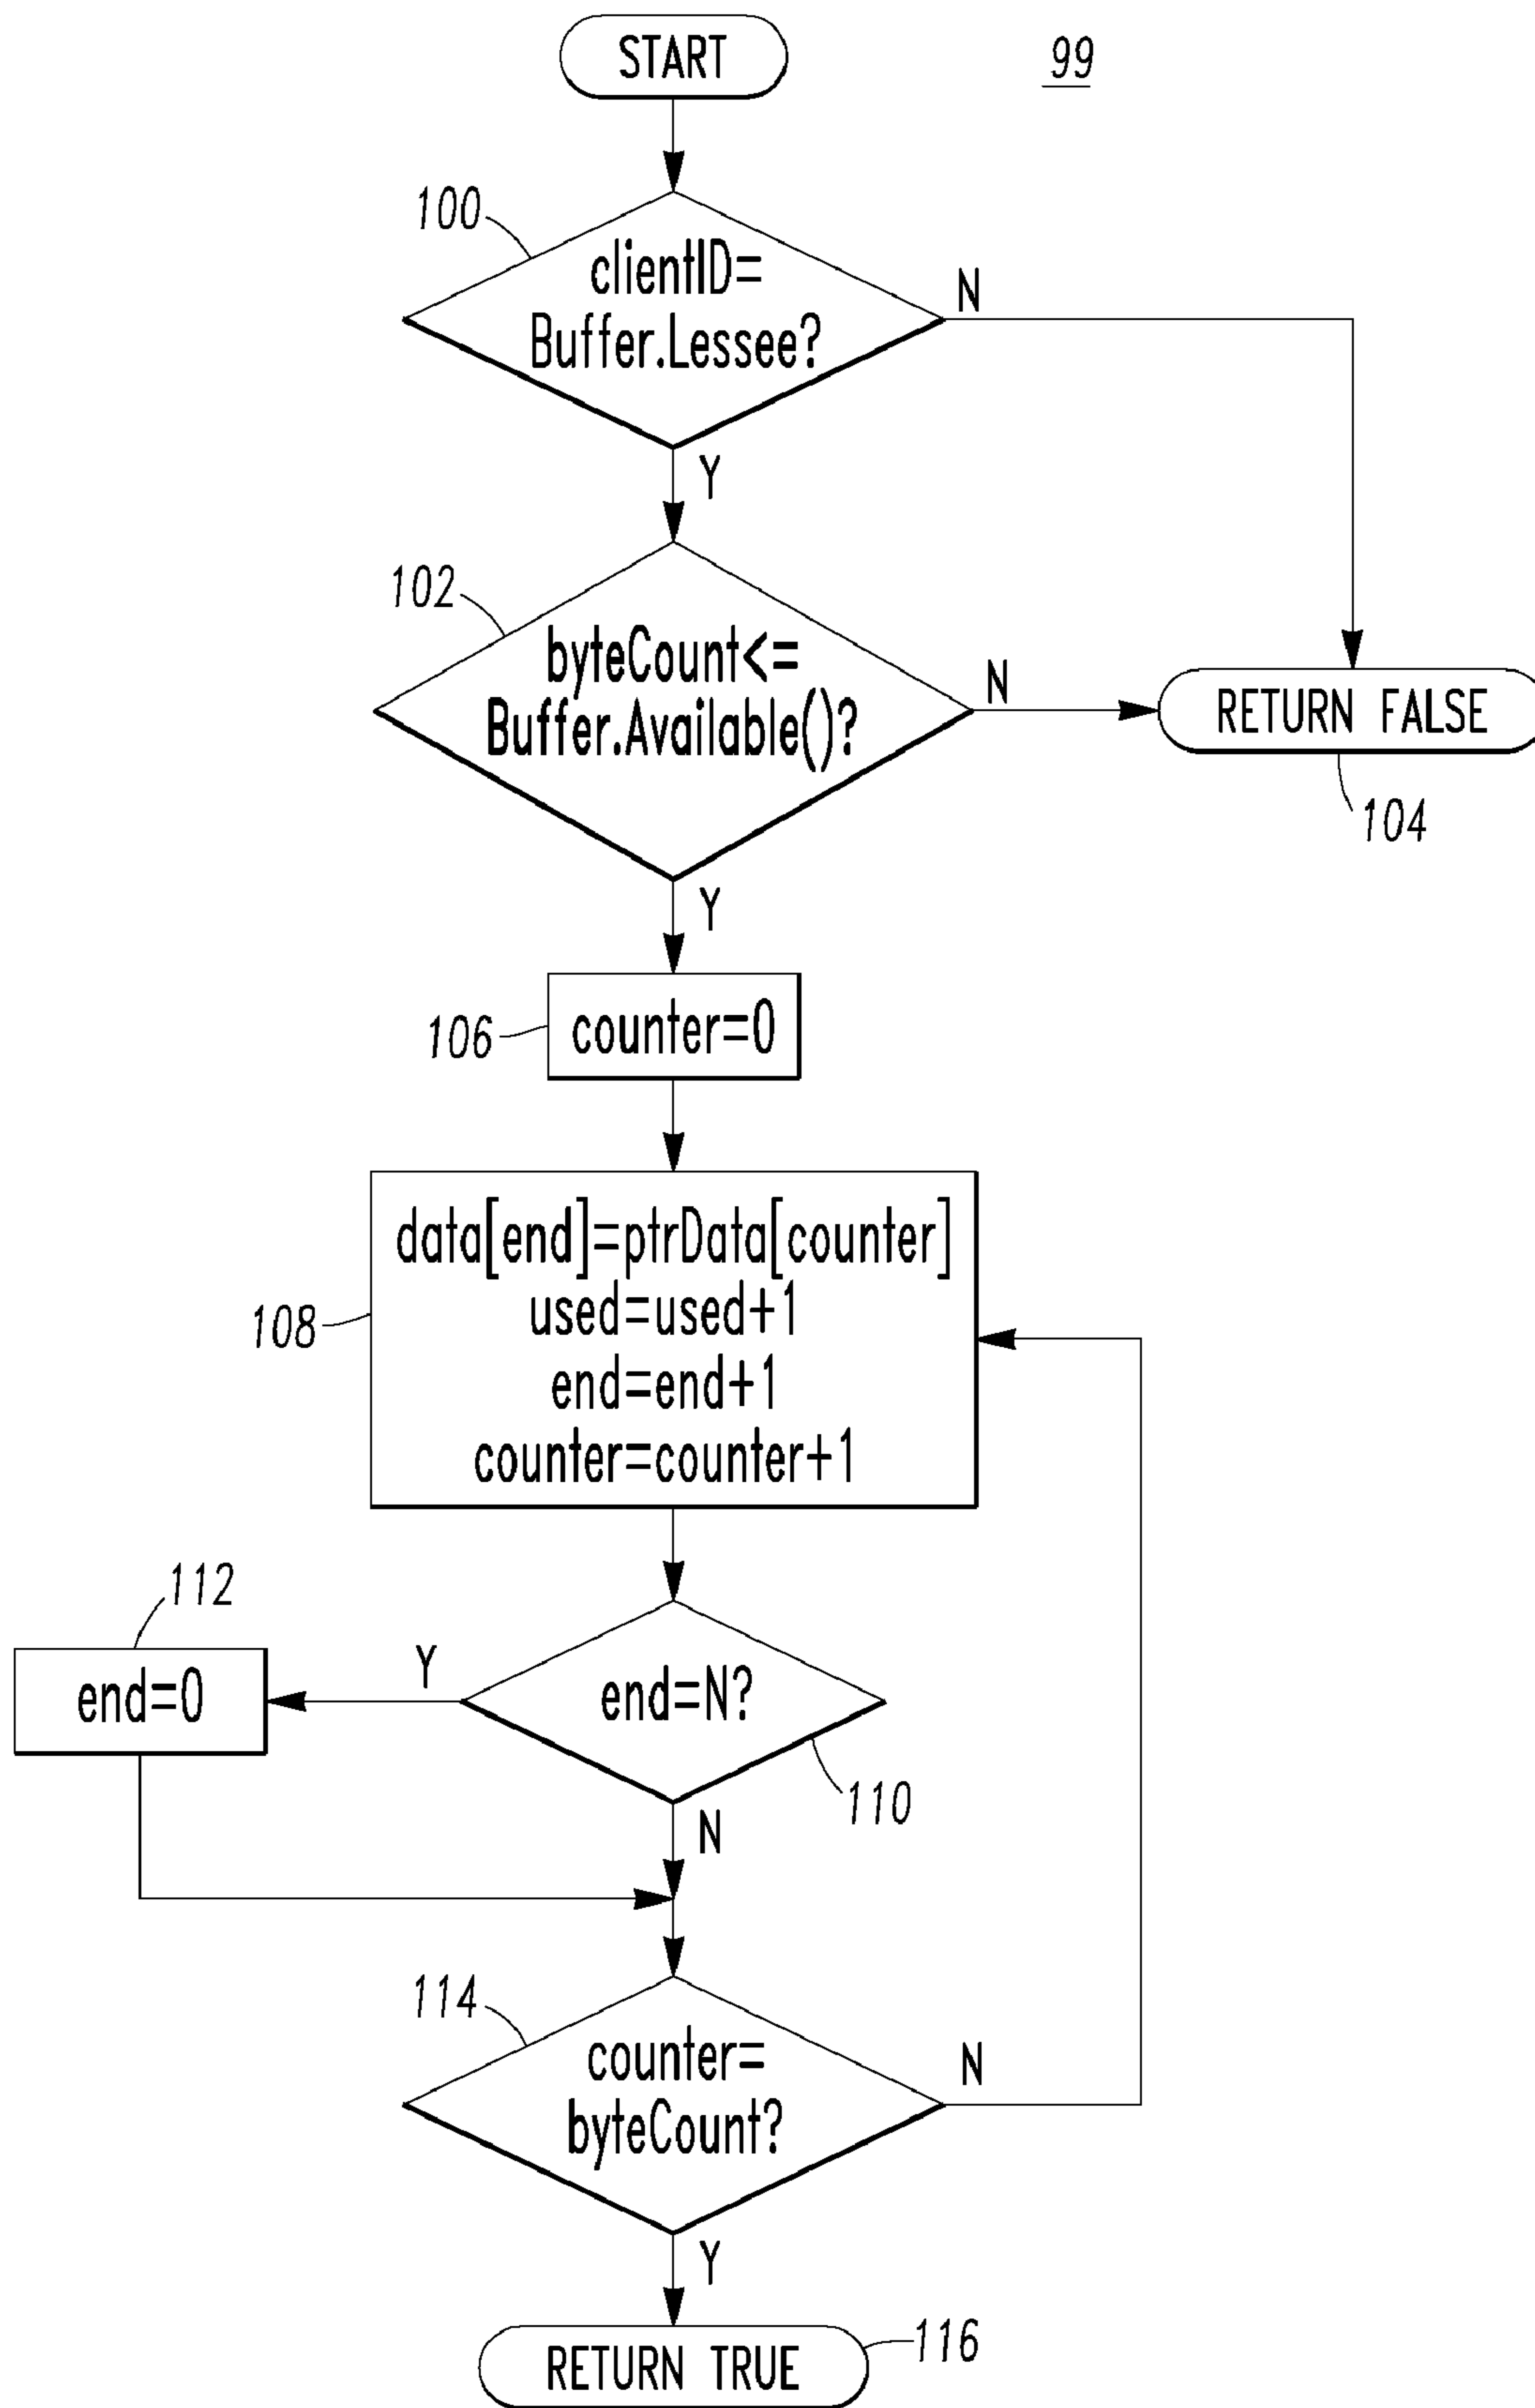 START
99
100
clientID=
Buffer.Lessee?
N
Y
102
byteCount<=
Buffer.Available()?
N
RETURN FALSE
104
Y
106
counter=0
data[end]=ptrData[counter]
used=used+1
108
end=end+1
counter=counter+1
112
Y
end=0
end=N?
110
N
114
counter=
byteCount?
N
Y
RETURN TRUE
116